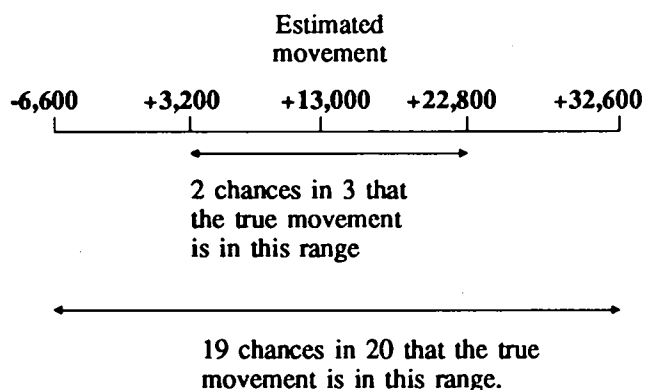 Estimated
movement
-6,600 +3,200 +13,000 +22,800 +32,600
2 chances in 3 that
the true movement
is in this range
19 chances in 20 that the true
movement is in this range.